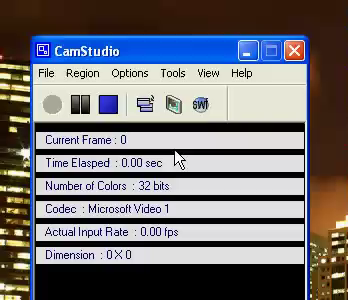 CamStudio
File Region Options Tools View Help
SWF
Current Frame : 0
Time Elasped : 0.00 sec
Number of Colors : 32 bits
Codec : Microsoft Video 1
Actual Input Rate : 0.00 fps
Dimension : 0 X 0